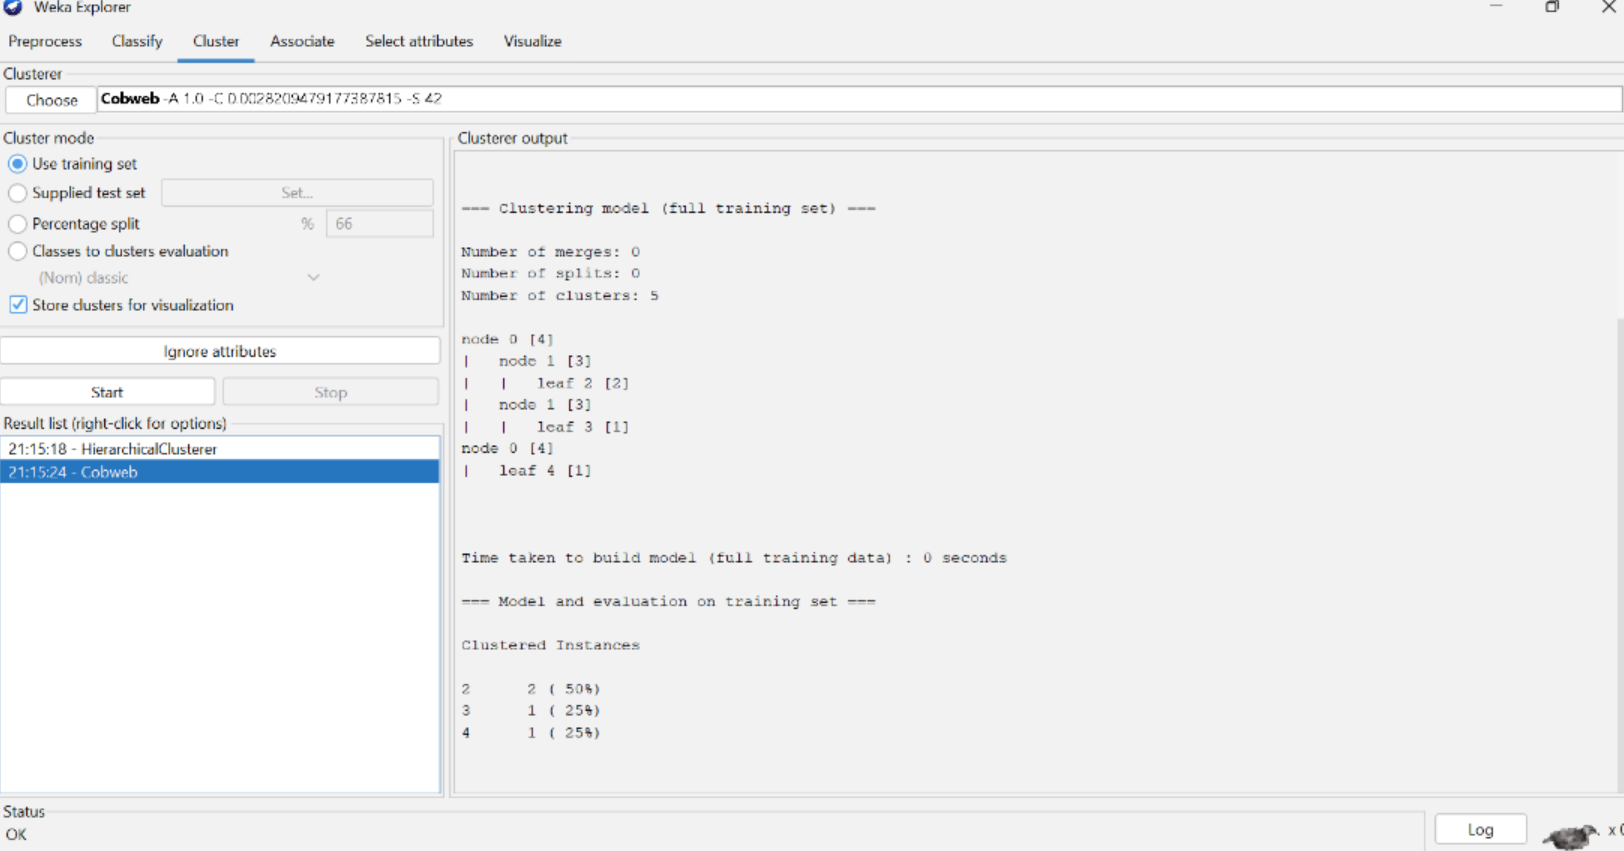 Weka Explorer
Preprocess Classify Cluster Associate Select attributes Visualize
Clusterer
Choose Cobweb -A 1.0 -C 0.0028209479177387815 -S 42
Cluster mode
Use training set
Supplied test set Set...
Percentage split % 66
Classes to clusters evaluation
(Nom) classic
Store clusters for visualization
Ignore attributes
Start Stop
Result list (right-click for options)
21:15:18 - HierarchicalClusterer
21:15:24 - Cobweb
Clusterer output
=== Clustering model (full training set) ===
Number of merges: 0
Number of splits: 0
Number of clusters: 5
node 0 [4]
|   node 1 [3]
|   |   leaf 2 [2]
|   node 1 [3]
|   |   leaf 3 [1]
node 0 [4]
|   leaf 4 [1]
Time taken to build model (full training data) : 0 seconds
=== Model and evaluation on training set ===
Clustered Instances
2 2 ( 50%)
3 1 ( 25%)
4 1 ( 25%)
Status
OK
Log x 0